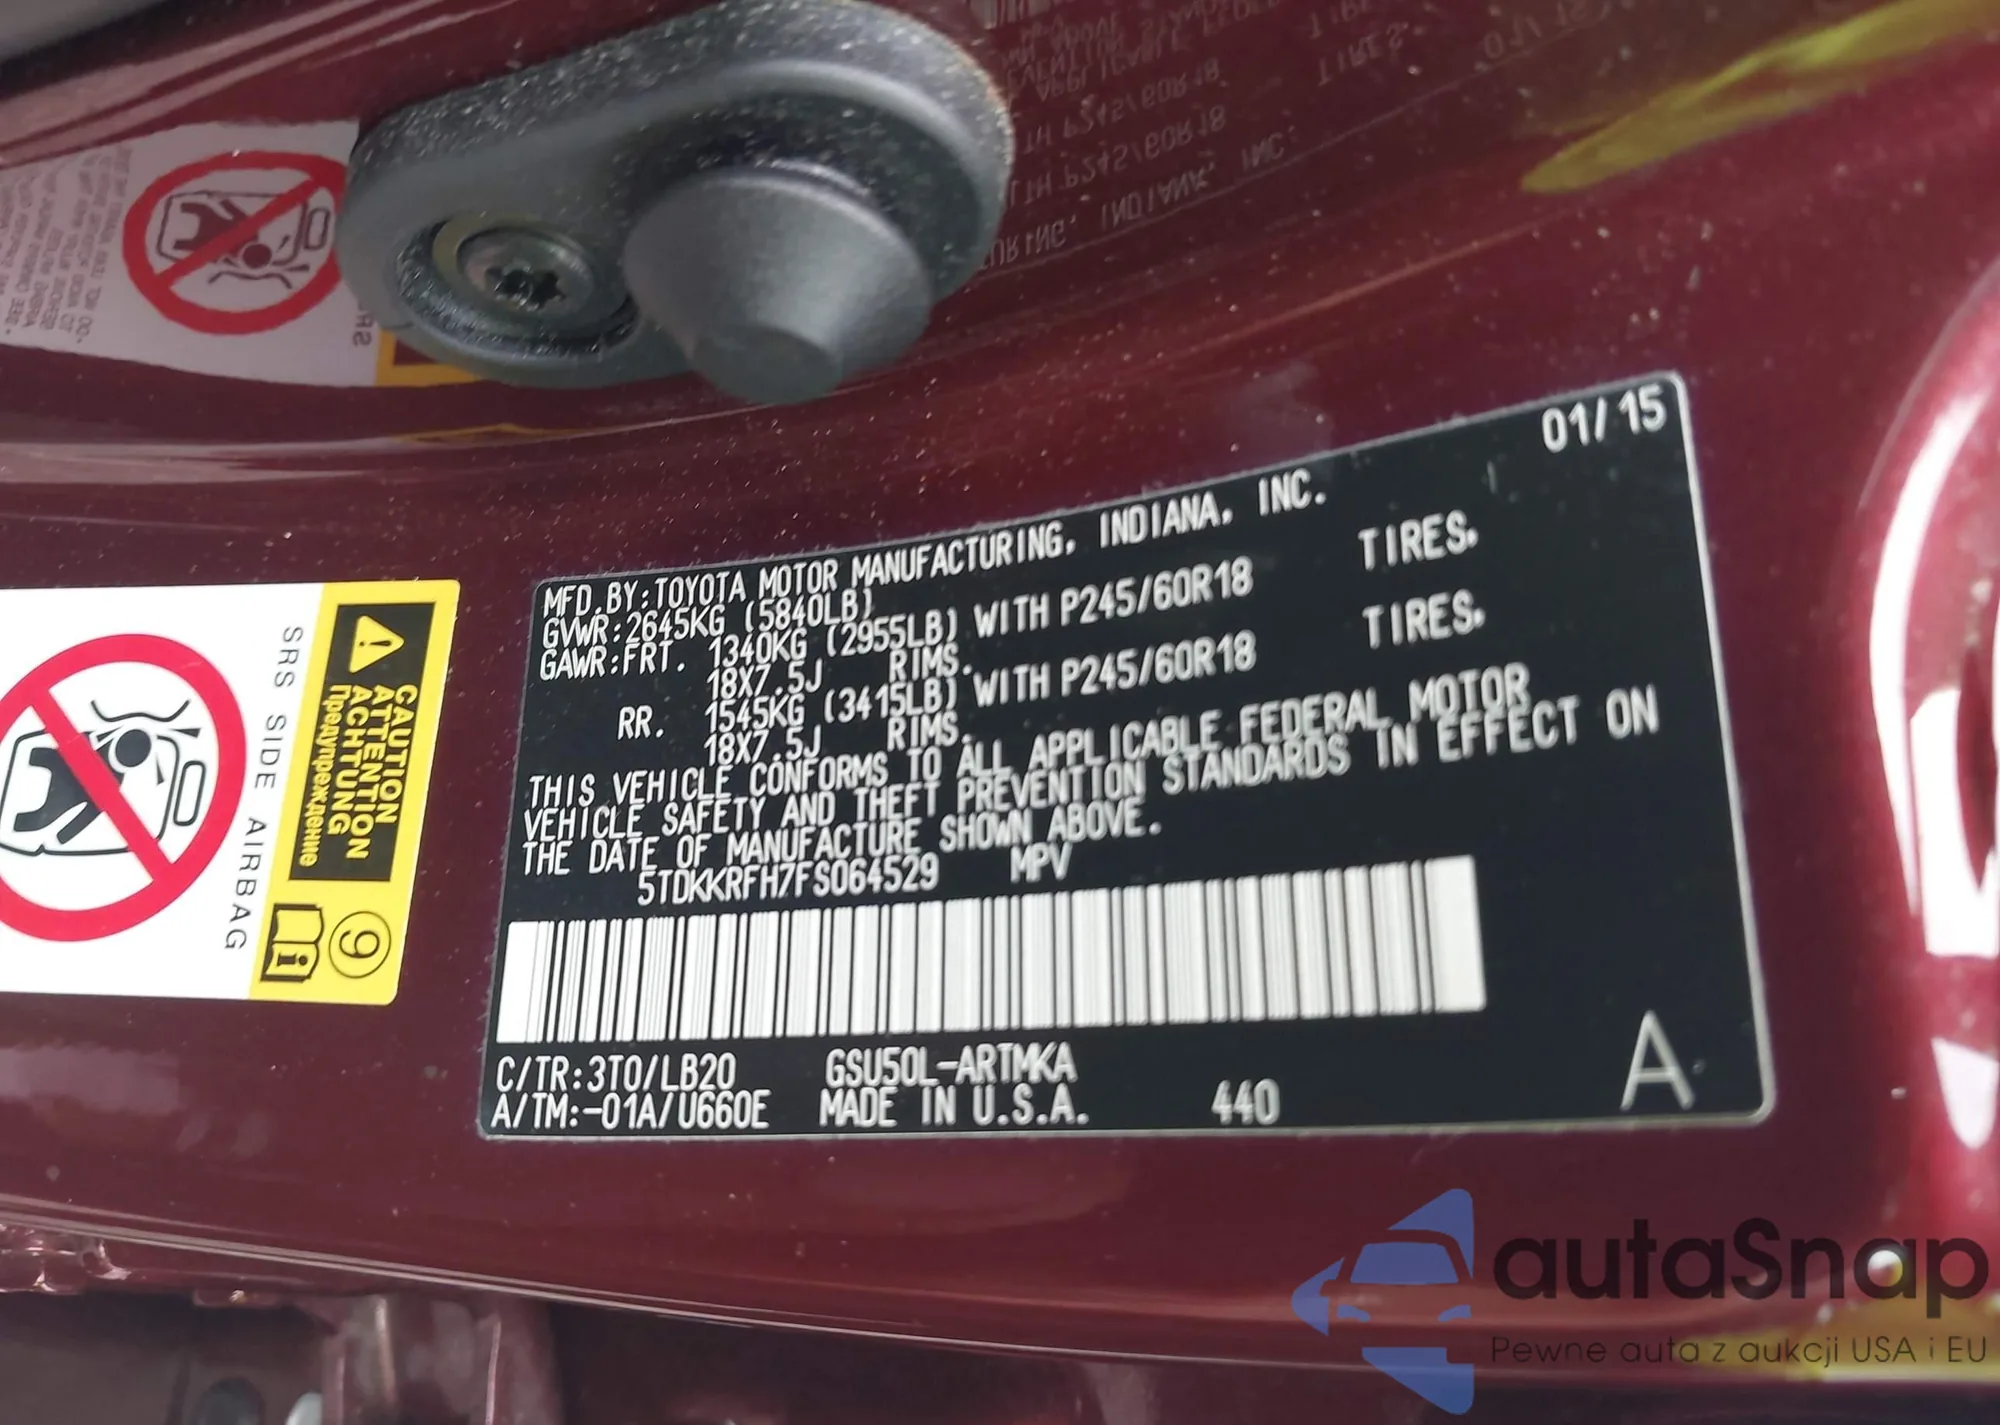 01/15
MFD.BY:TOYOTA MOTOR MANUFACTURING, INDIANA, INC.
GVWR:2645KG (5840LB)
GAWR:FRT. 1340KG (2955LB) WITH P245/60R18 TIRES,
18X7.5J RIMS.
RR. 1545KG (3415LB) WITH P245/60R18 TIRES,
18X7.5J RIMS.
THIS VEHICLE CONFORMS TO ALL APPLICABLE FEDERAL MOTOR
VEHICLE SAFETY AND THEFT PREVENTION STANDARDS IN EFFECT ON
THE DATE OF MANUFACTURE SHOWN ABOVE.
5TDKKRFH7FS064529 MPV
C/TR:3T0/LB20 GSU50L-ARTMKA
A/TM:-01A/U660E MADE IN U.S.A. 440
A
CAUTION
ATTENTION
ACHTUNG
Предупреждение
SRS SIDE AIRBAG
9
i
autaSnap
Pewne auta z aukcji USA i EU